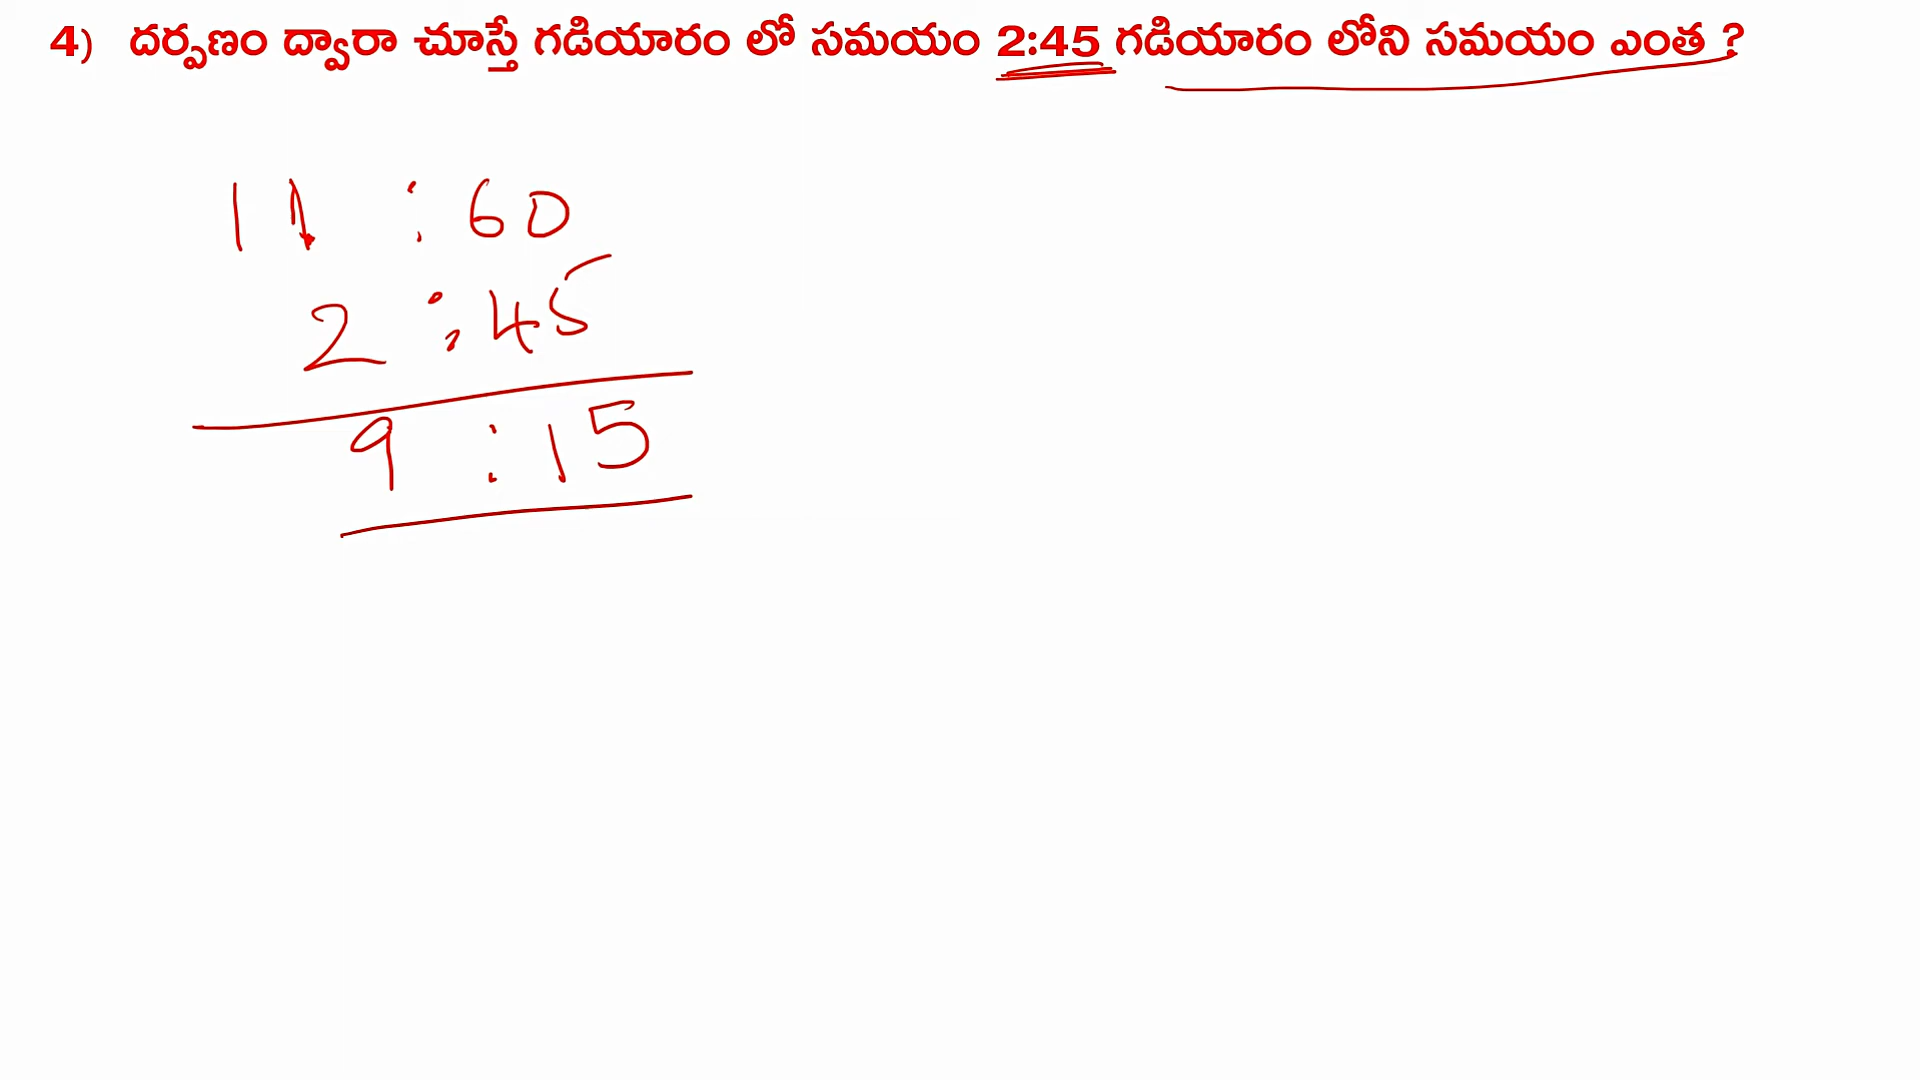 4) దర్పణం ద్వారా చూస్తే గడియారం లో సమయం 2:45 గడియారం లోని సమయం ఎంత ?
11 : 60
2 : 45
9 : 15